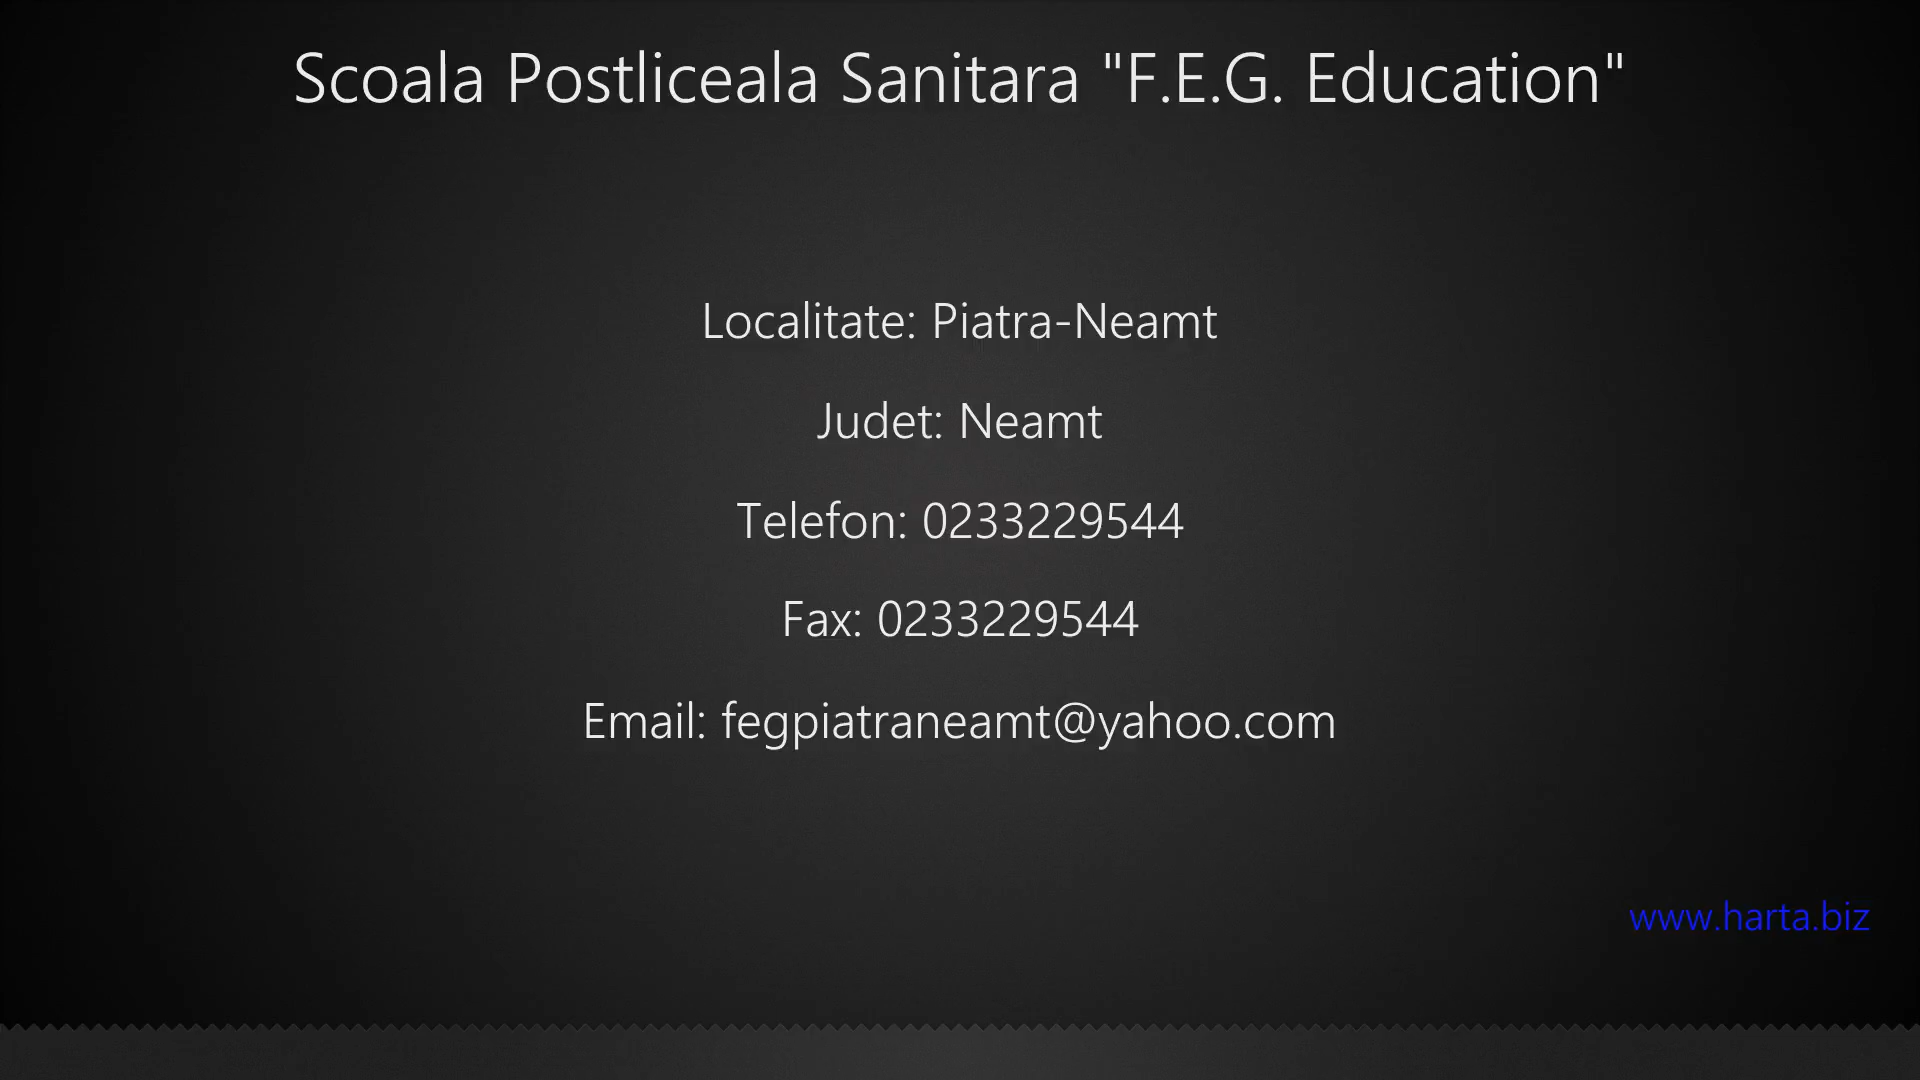 Scoala Postliceala Sanitara "F.E.G. Education"
Localitate: Piatra-Neamt
Judet: Neamt
Telefon: 0233229544
Fax: 0233229544
Email: fegpiatraneamt@yahoo.com
www.harta.biz